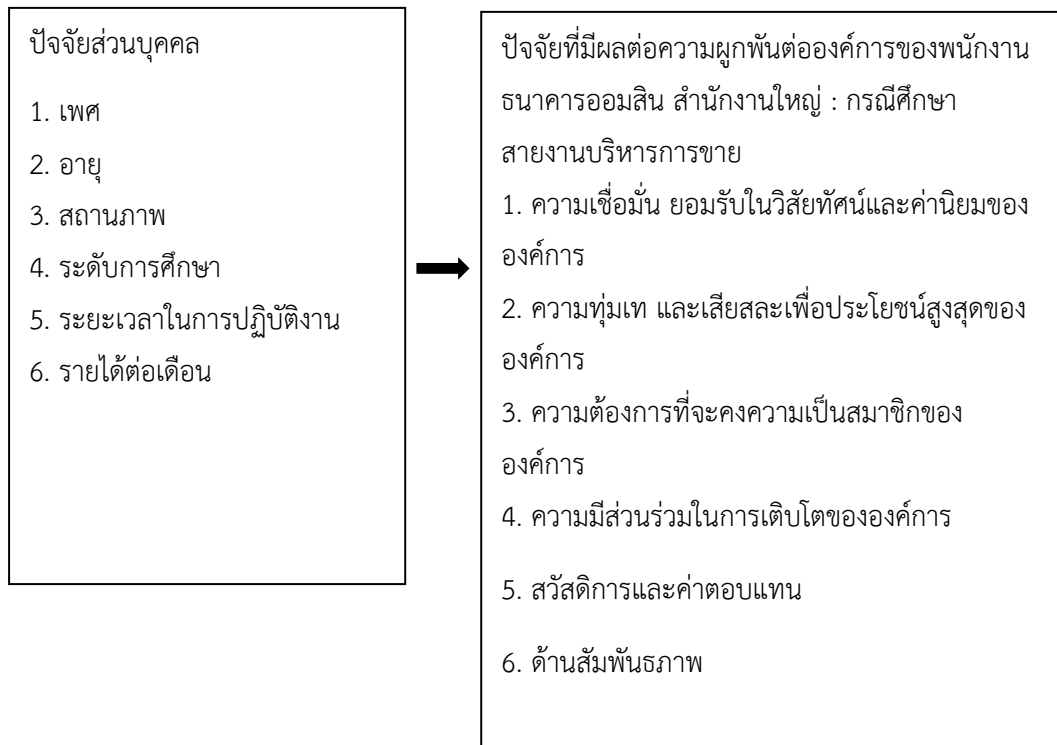 ปัจจัยส่วนบุคคล
1. เพศ
2. อายุ
3. สถานภาพ
4. ระดับการศึกษา
5. ระยะเวลาในการปฏิบัติงาน
6. รายได้ต่อเดือน
ปัจจัยที่มีผลต่อความผูกพันต่อองค์การของพนักงาน
ธนาคารออมสิน สำนักงานใหญ่ : กรณีศึกษา
สายงานบริหารการขาย
1. ความเชื่อมั่น ยอมรับในวิสัยทัศน์และค่านิยมของ
องค์การ
2. ความทุ่มเท และเสียสละเพื่อประโยชน์สูงสุดของ
องค์การ
3. ความต้องการที่จะคงความเป็นสมาชิกของ
องค์การ
4. ความมีส่วนร่วมในการเติบโตขององค์การ
5. สวัสดิการและค่าตอบแทน
6. ด้านสัมพันธภาพ